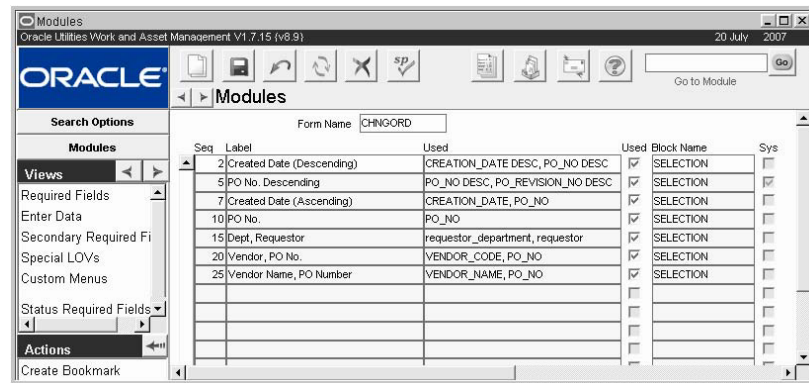 Modules
Oracle Utilities Work and Asset Management V1.7.15 (v8.9) 20 July 2007
ORACLE
Go
Go to Module
Modules
Search Options
Form Name CHNGORD
Modules
Seq Label Used Used Block Name Sys
Views
2 Created Date (Descending) CREATION_DATE DESC, PO_NO DESC SELECTION
5 PO No. Descending PO_NO DESC, PO_REVISION_NO DESC SELECTION
7 Created Date (Ascending) CREATION_DATE, PO_NO SELECTION
10 PO No. PO_NO SELECTION
15 Dept, Requestor requestor_department, requestor SELECTION
20 Vendor, PO No. VENDOR_CODE, PO_NO SELECTION
25 Vendor Name, PO Number VENDOR_NAME, PO_NO SELECTION
Required Fields
Enter Data
Secondary Required Fi
Special LOVs
Custom Menus
Status Required Fields
Actions
Create Bookmark